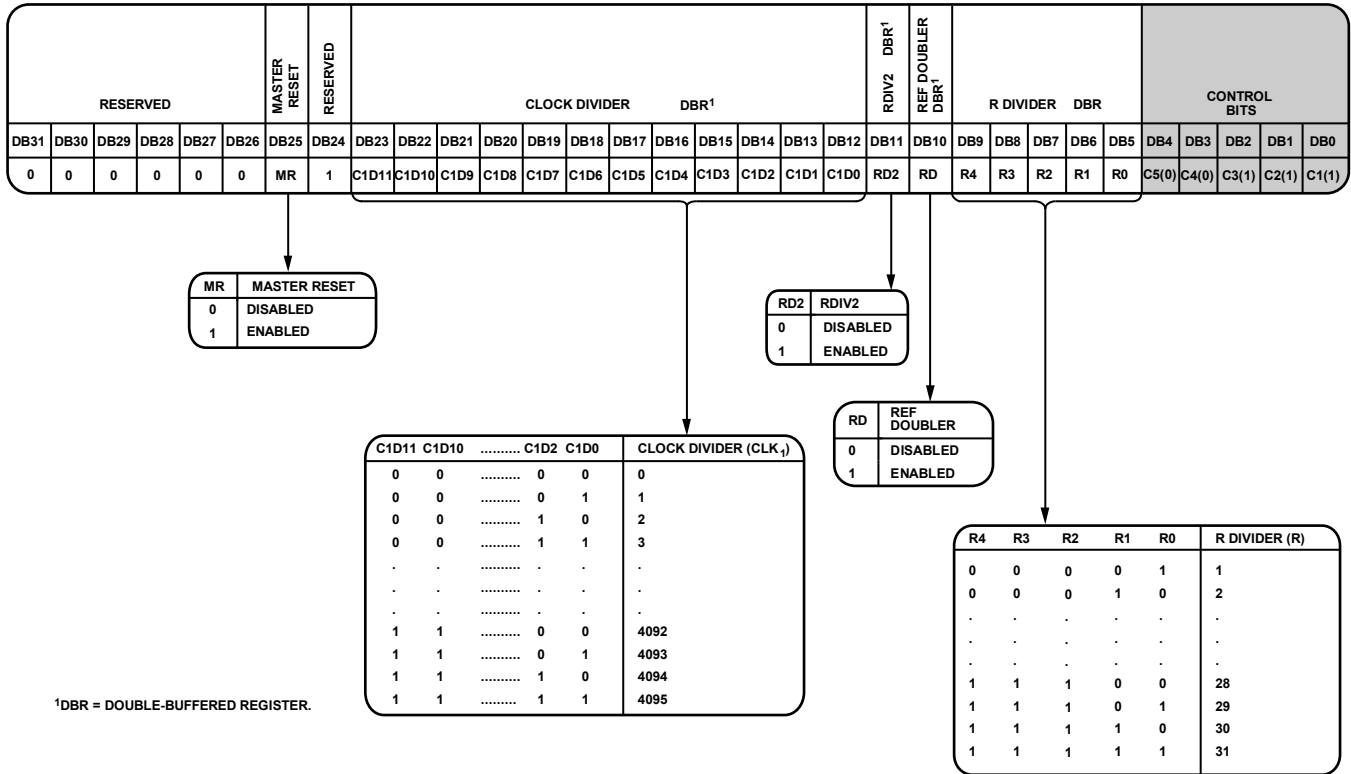 RESERVED
MASTER RESET
RESERVED
CLOCK DIVIDER DBR¹
RDIV2 DBR¹
REF DOUBLER DBR¹
R DIVIDER DBR
CONTROL BITS
DB31 DB30 DB29 DB28 DB27 DB26 DB25 DB24 DB23 DB22 DB21 DB20 DB19 DB18 DB17 DB16 DB15 DB14 DB13 DB12 DB11 DB10 DB9 DB8 DB7 DB6 DB5 DB4 DB3 DB2 DB1 DB0
0 0 0 0 0 0 MR 1 C1D11 C1D10 C1D9 C1D8 C1D7 C1D6 C1D5 C1D4 C1D3 C1D2 C1D1 C1D0 RD2 RD R4 R3 R2 R1 R0 C5(0) C4(0) C3(1) C2(1) C1(1)
MR MASTER RESET
0 DISABLED
1 ENABLED
RD2 RDIV2
0 DISABLED
1 ENABLED
RD REF DOUBLER
0 DISABLED
1 ENABLED
C1D11 C1D10 .......... C1D2 C1D0 CLOCK DIVIDER (CLK₁)
0 0 .......... 0 0 0
0 0 .......... 0 1 1
0 0 .......... 1 0 2
0 0 .......... 1 1 3
. . .......... . . .
. . .......... . . .
. . .......... . . .
1 1 .......... 0 0 4092
1 1 .......... 0 1 4093
1 1 .......... 1 0 4094
1 1 ......... 1 1 4095
R4 R3 R2 R1 R0 R DIVIDER (R)
0 0 0 0 1 1
0 0 0 1 0 2
. . . . . .
. . . . . .
. . . . . .
1 1 1 0 0 28
1 1 1 0 1 29
1 1 1 1 0 30
1 1 1 1 1 31
¹DBR = DOUBLE-BUFFERED REGISTER.